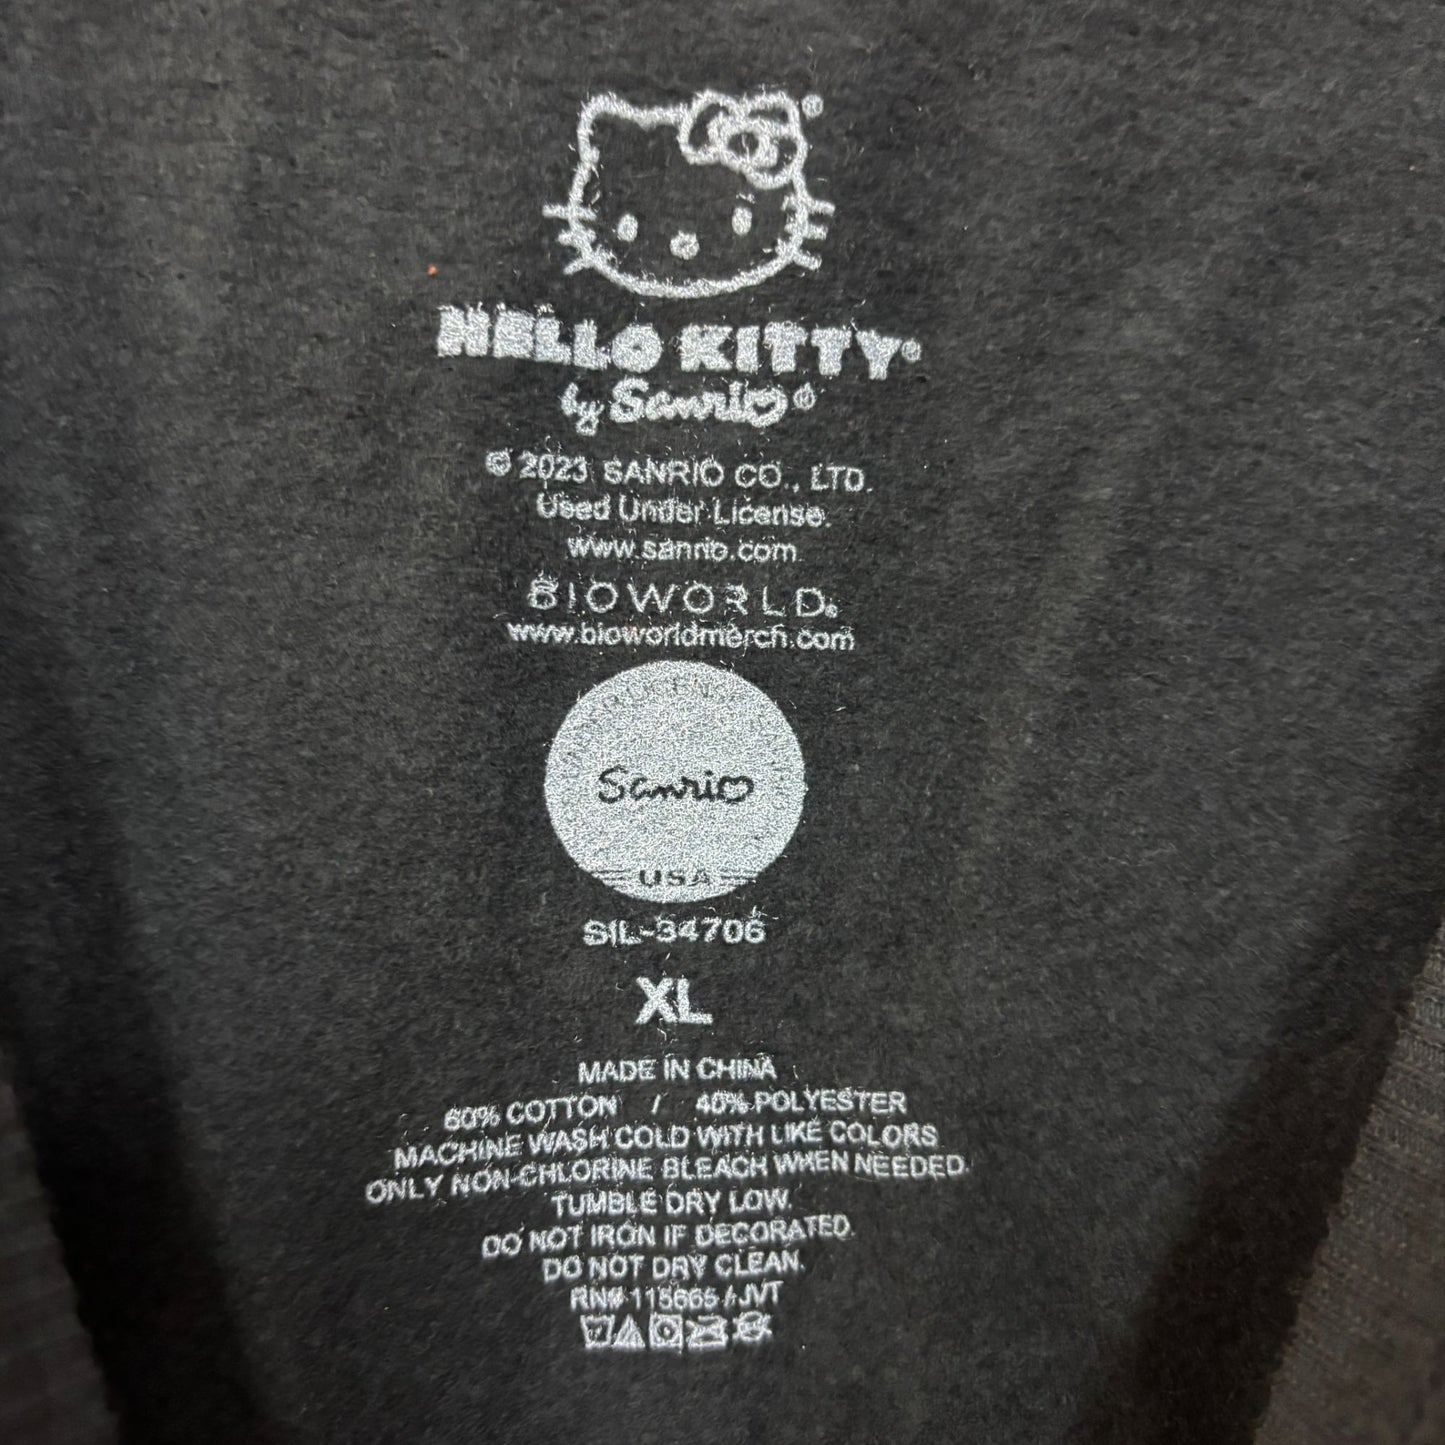 HELLO KITTY®
by Sanrio®
© 2023 SANRIO CO., LTD.
Used Under License.
www.sanrio.com
BIOWORLD®
www.bioworldmerch.com
Sanrio
USA
SIL-34706
XL
MADE IN CHINA
60% COTTON / 40% POLYESTER
MACHINE WASH COLD WITH LIKE COLORS
ONLY NON-CHLORINE BLEACH WHEN NEEDED.
TUMBLE DRY LOW.
DO NOT IRON IF DECORATED.
DO NOT DRY CLEAN.
RN# 115665 / JVT